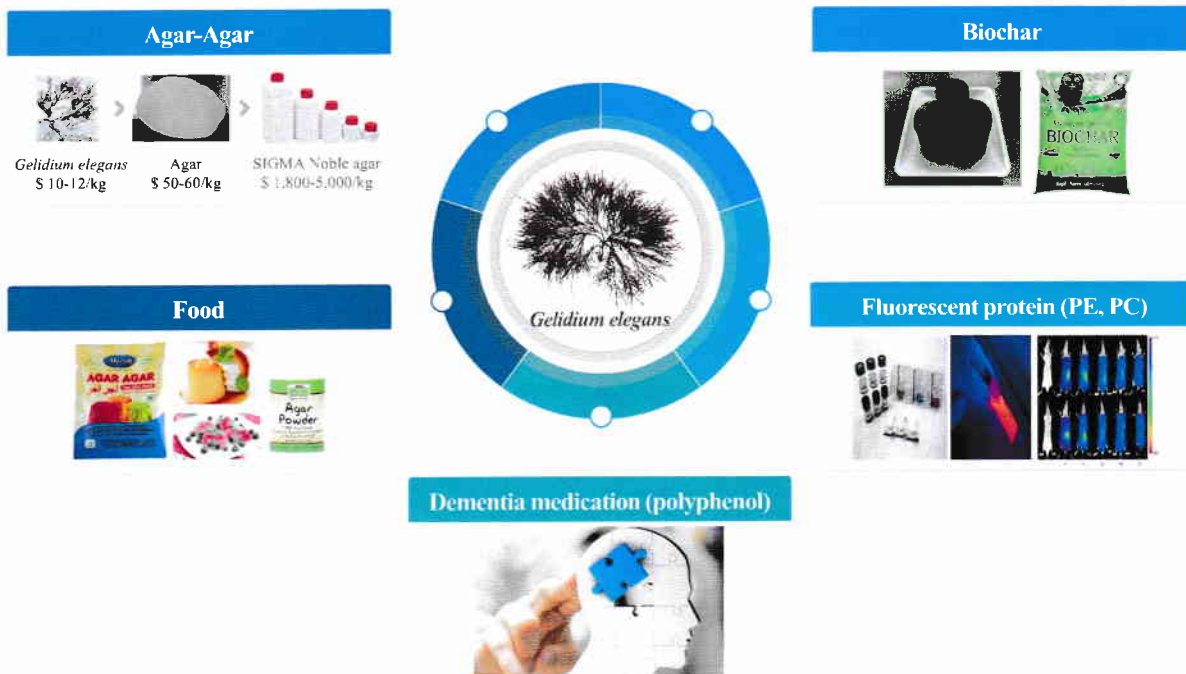 Agar-Agar
Gelidium elegans
$ 10-12/kg
Agar
$ 50-60/kg
SIGMA Noble agar
$ 1,800-5,000/kg
Biochar
BIOCHAR
Gelidium elegans
Food
AGAR AGAR
Agar
Powder
Fluorescent protein (PE, PC)
Dementia medication (polyphenol)